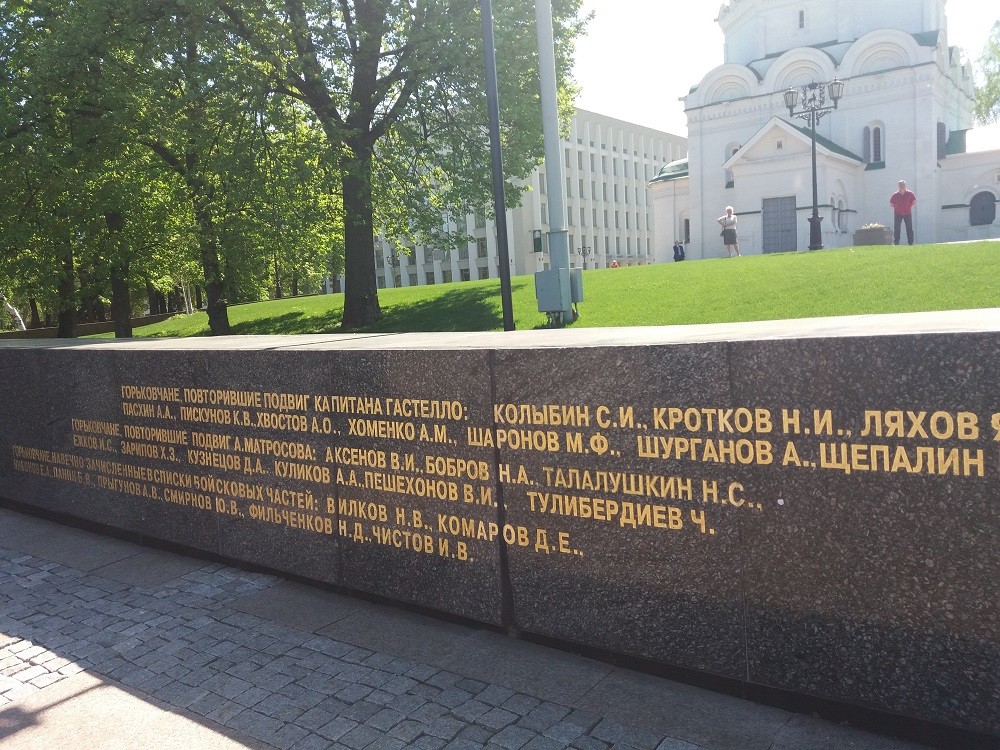 ГОРЬКОВЧАНЕ, ПОВТОРИВШИЕ ПОДВИГ КАПИТАНА ГАСТЕЛЛО: КОЛЫБИН С.И., КРОТКОВ Н.И., ЛЯХОВ
ПАСХИН А.А., ПИСКУНОВ К.В., ХВОСТОВ А.О., ХОМЕНКО А.М., ШАРОНОВ М.Ф., ШУРГАНОВ А., ЩЕПАЛИН
ГОРЬКОВЧАНЕ, ПОВТОРИВШИЕ ПОДВИГ А.МАТРОСОВА: АКСЕНОВ В.И., БОБРОВ Н.А., ТАЛАЛУШКИН Н.С.,
ЕЖКОВ И.С., ЗАРИПОВ Х.З., КУЗНЕЦОВ Д.А., КУЛИКОВ А.А., ПЕШЕХОНОВ В.И., ТУЛИБЕРДИЕВ Ч.
ГОРЬКОВЧАНЕ, НАВЕЧНО ЗАЧИСЛЕННЫЕ В СПИСКИ ВОЙСКОВЫХ ЧАСТЕЙ: ВИЛКОВ Н.В., КОМАРОВ Д.Е.,
ЛАПШИН Б.В., ПРЫГУНОВ А.В., СМИРНОВ Ю.В., ФИЛЬЧЕНКОВ Н.Д., ЧИСТОВ И.В.